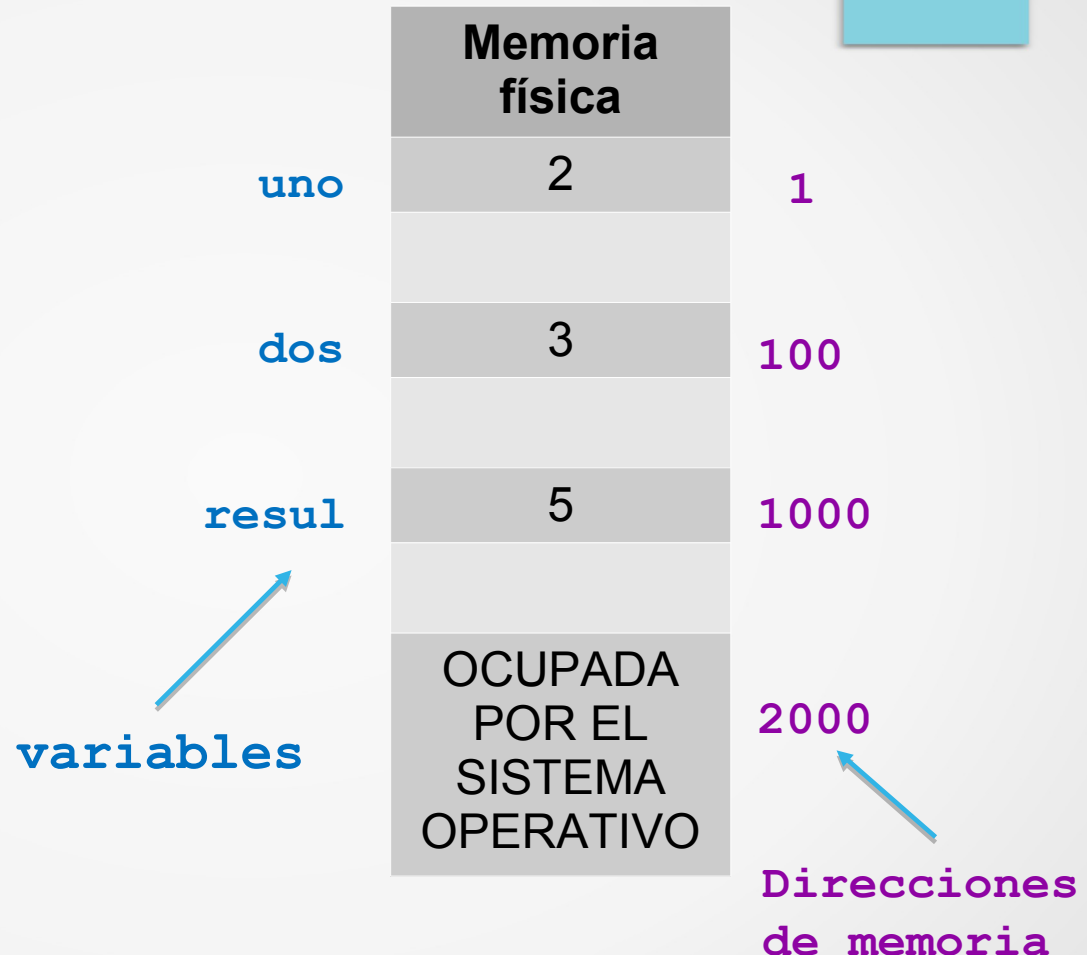 Memoria
física
uno 2 1
dos 3 100
resul 5 1000
OCUPADA
POR EL
SISTEMA
OPERATIVO
2000
variables
Direcciones
de memoria